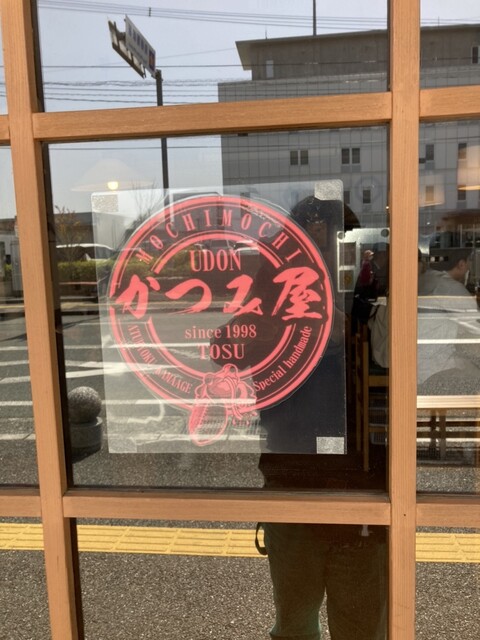 MOCHIMOCHI
UDON
かつみ屋
since 1998
TOSU
Special handmade